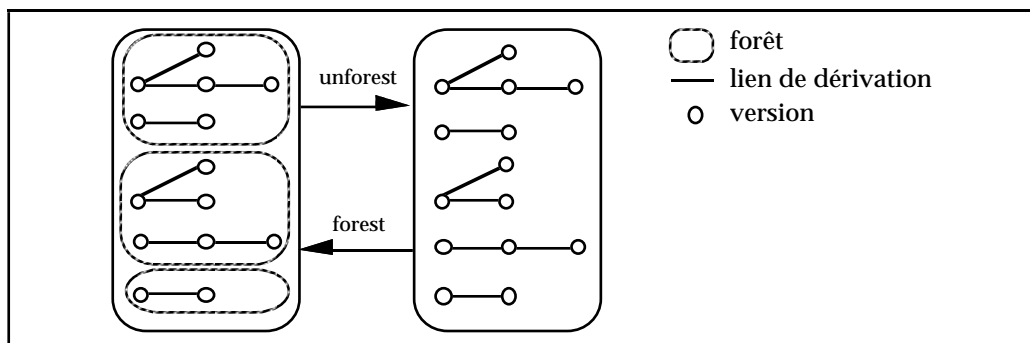 unforest
forest
forêt
lien de dérivation
version